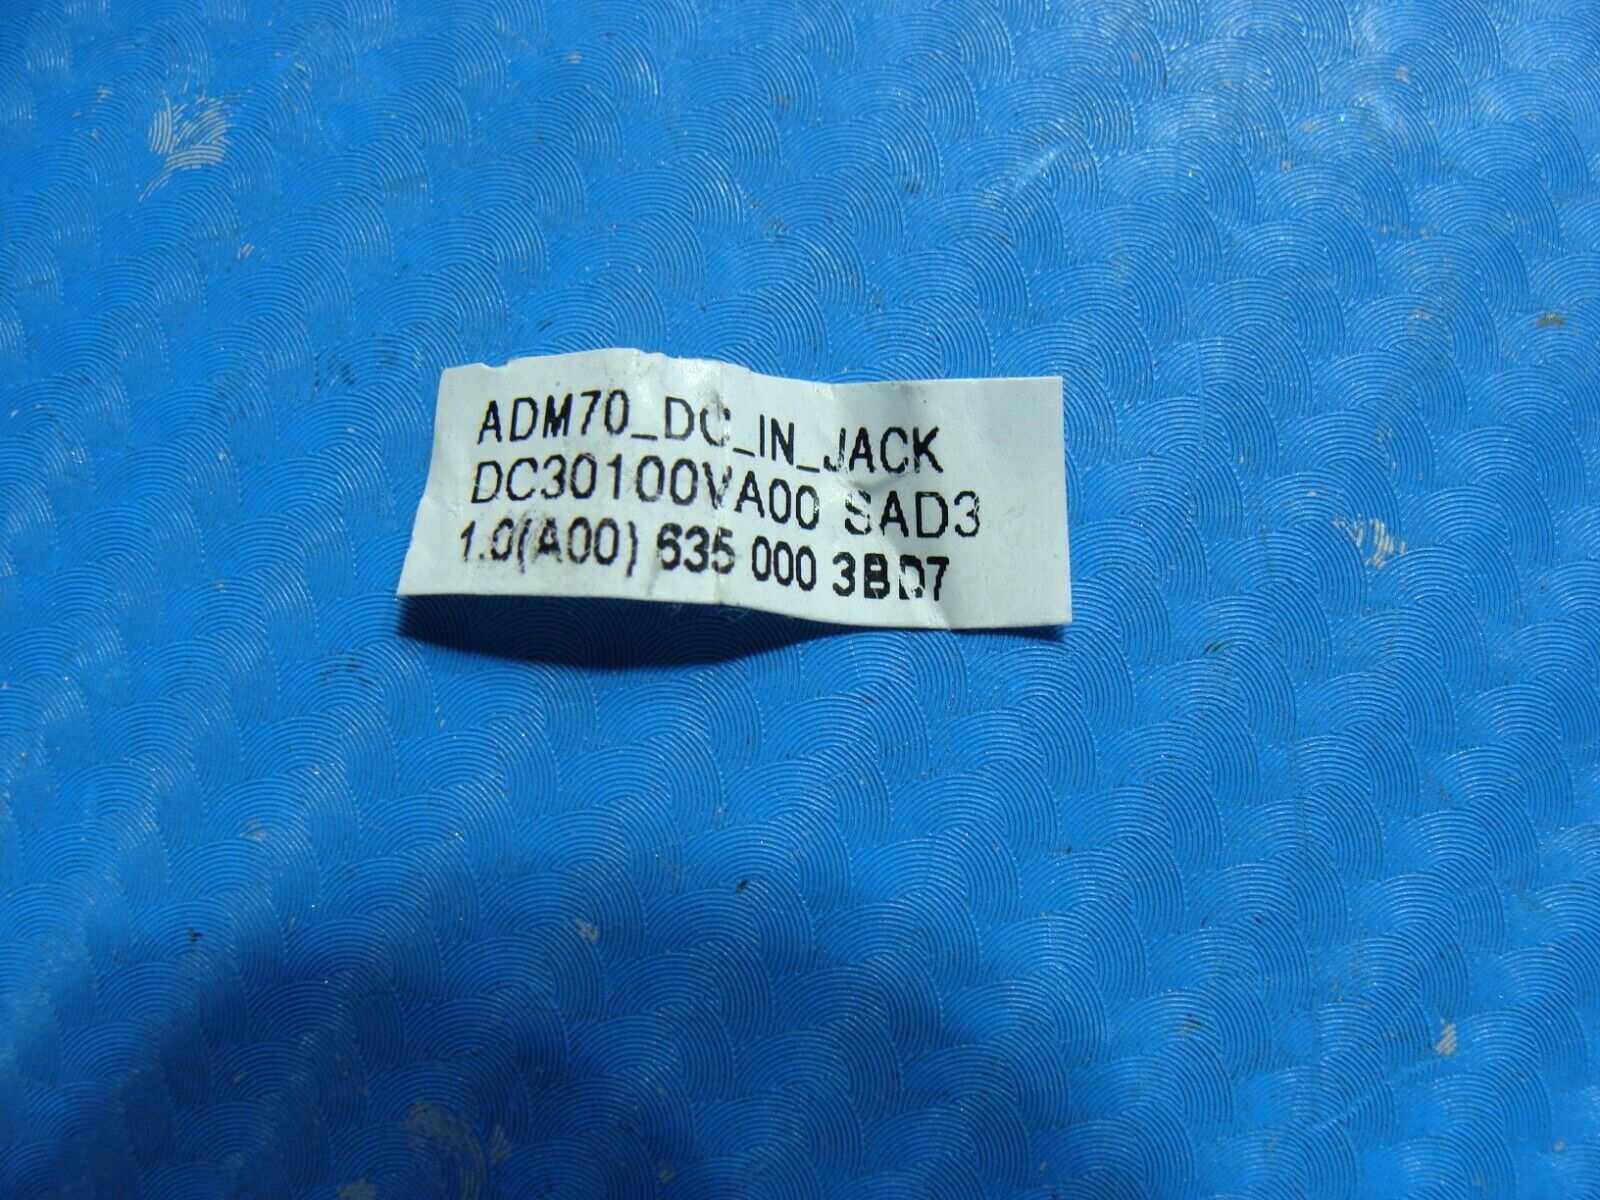 ADM70_DC_IN_JACK
DC30100VA00 SAD3
1.0(A00) 635 000 3BD7